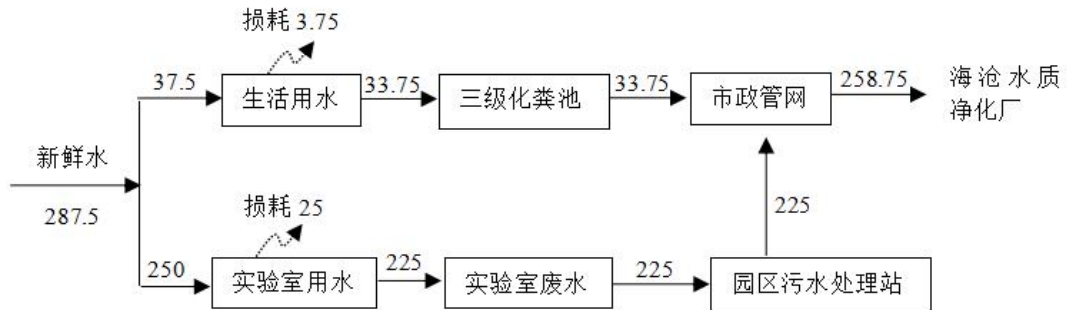 损耗 3.75
37.5
生活用水
33.75
三级化粪池
33.75
市政管网
258.75
海沧水质
净化厂
新鲜水
287.5
225
损耗 25
250
实验室用水
225
实验室废水
225
园区污水处理站